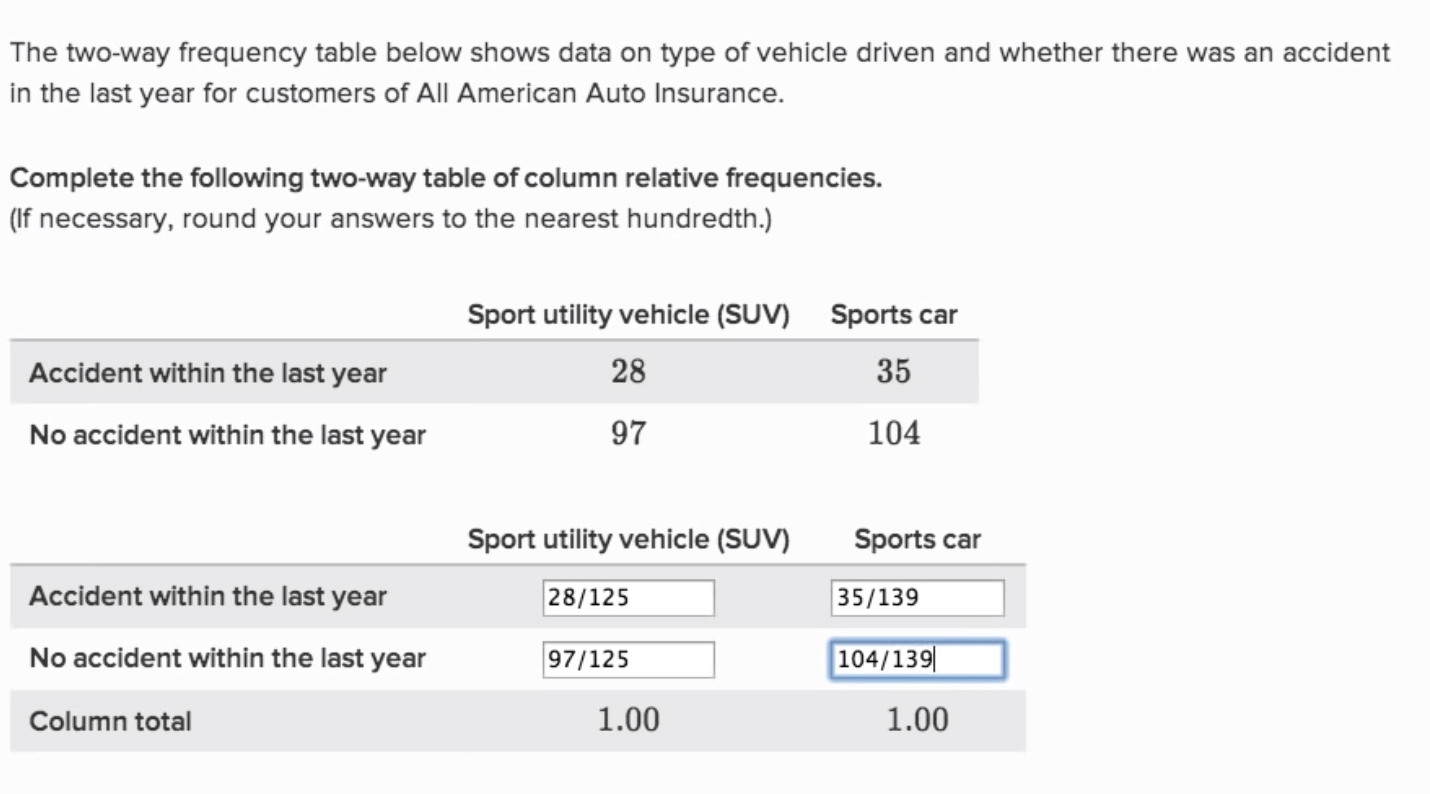 The two-way frequency table below shows data on type of vehicle driven and whether there was an accident
in the last year for customers of All American Auto Insurance.
Complete the following two-way table of column relative frequencies.
(If necessary, round your answers to the nearest hundredth.)
Sport utility vehicle (SUV) Sports car
Accident within the last year 28 35
No accident within the last year 97 104
Sport utility vehicle (SUV) Sports car
Accident within the last year 28/125 35/139
No accident within the last year 97/125 104/139
Column total 1.00 1.00